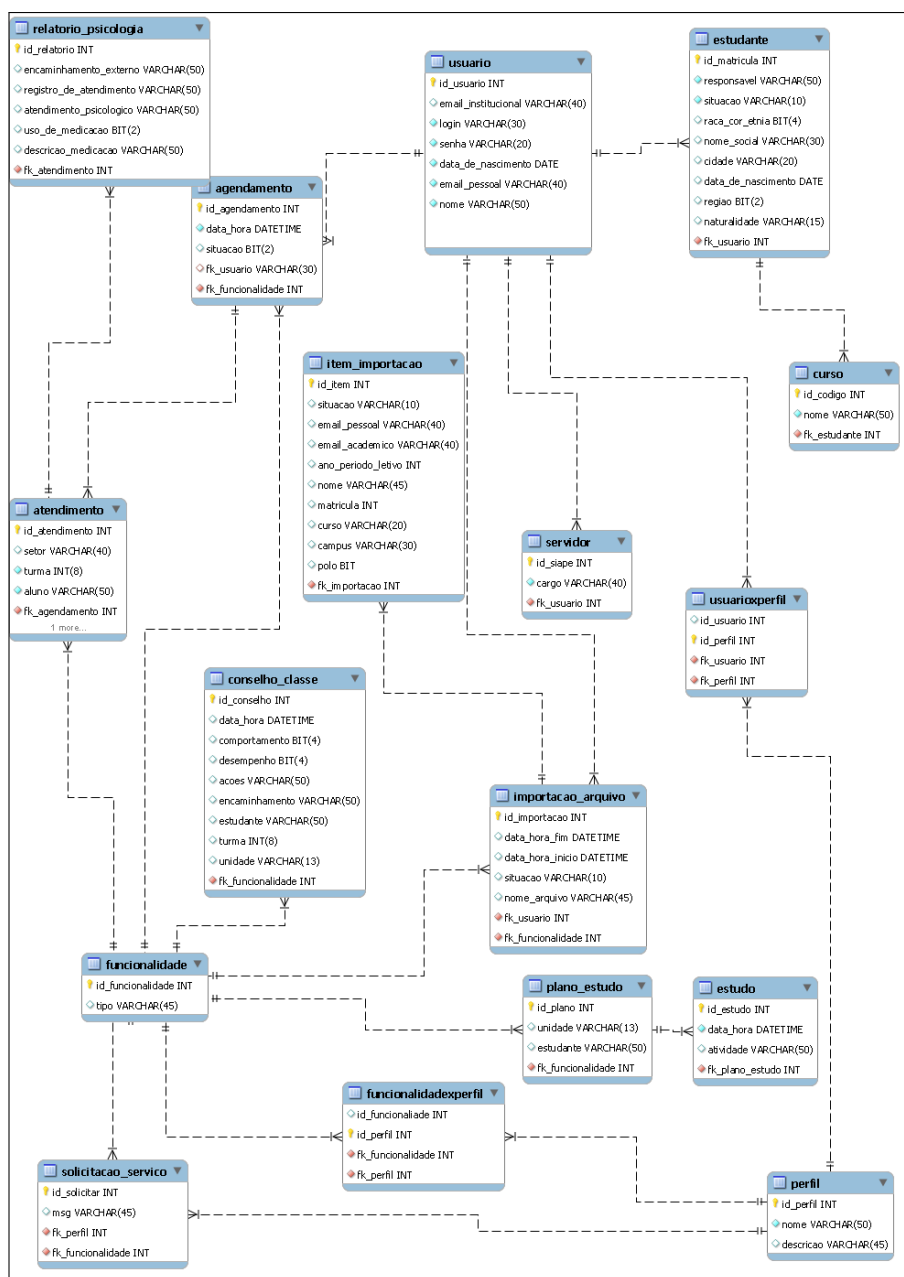 relatorio_psicologia
id_relatorio INT
encaminhamento_externo VARCHAR(50)
registro_de_atendimento VARCHAR(50)
atendimento_psicologico VARCHAR(50)
uso_de_medicacao BIT(2)
descricao_medicacao VARCHAR(50)
fk_atendimento INT
usuario
id_usuario INT
email_institucional VARCHAR(40)
login VARCHAR(30)
senha VARCHAR(20)
data_de_nascimento DATE
email_pessoal VARCHAR(40)
nome VARCHAR(50)
estudante
id_matricula INT
responsavel VARCHAR(50)
situacao VARCHAR(10)
raca_cor_etnia BIT(4)
nome_social VARCHAR(30)
cidade VARCHAR(20)
data_de_nascimento DATE
regiao BIT(2)
naturalidade VARCHAR(15)
fk_usuario INT
agendamento
id_agendamento INT
data_hora DATETIME
situacao BIT(2)
fk_usuario VARCHAR(30)
fk_funcionalidade INT
item_importacao
id_item INT
situacao VARCHAR(10)
email_pessoal VARCHAR(40)
email_academico VARCHAR(40)
ano_periodo_letivo INT
nome VARCHAR(45)
matricula INT
curso VARCHAR(20)
campus VARCHAR(30)
polo BIT
fk_importacao INT
curso
id_codigo INT
nome VARCHAR(50)
fk_estudante INT
atendimento
id_atendimento INT
setor VARCHAR(40)
turma INT(8)
aluno VARCHAR(50)
fk_agendamento INT
1 more...
servidor
id_siape INT
cargo VARCHAR(40)
fk_usuario INT
usuarioxperfil
id_usuario INT
id_perfil INT
fk_usuario INT
fk_perfil INT
conselho_classe
id_conselho INT
data_hora DATETIME
comportamento BIT(4)
desempenho BIT(4)
acoes VARCHAR(50)
encaminhamento VARCHAR(50)
estudante VARCHAR(50)
turma INT(8)
unidade VARCHAR(13)
fk_funcionalidade INT
importacao_arquivo
id_importacao INT
data_hora_fim DATETIME
data_hora_inicio DATETIME
situacao VARCHAR(10)
nome_arquivo VARCHAR(45)
fk_usuario INT
fk_funcionalidade INT
funcionalidade
id_funcionalidade INT
tipo VARCHAR(45)
plano_estudo
id_plano INT
unidade VARCHAR(13)
estudante VARCHAR(50)
fk_funcionalidade INT
estudo
id_estudo INT
data_hora DATETIME
atividade VARCHAR(50)
fk_plano_estudo INT
funcionalidadexperfil
id_funcionaliade INT
id_perfil INT
fk_funcionalidade INT
fk_perfil INT
solicitacao_servico
id_solicitar INT
msg VARCHAR(45)
fk_perfil INT
fk_funcionalidade INT
perfil
id_perfil INT
nome VARCHAR(50)
descricao VARCHAR(45)